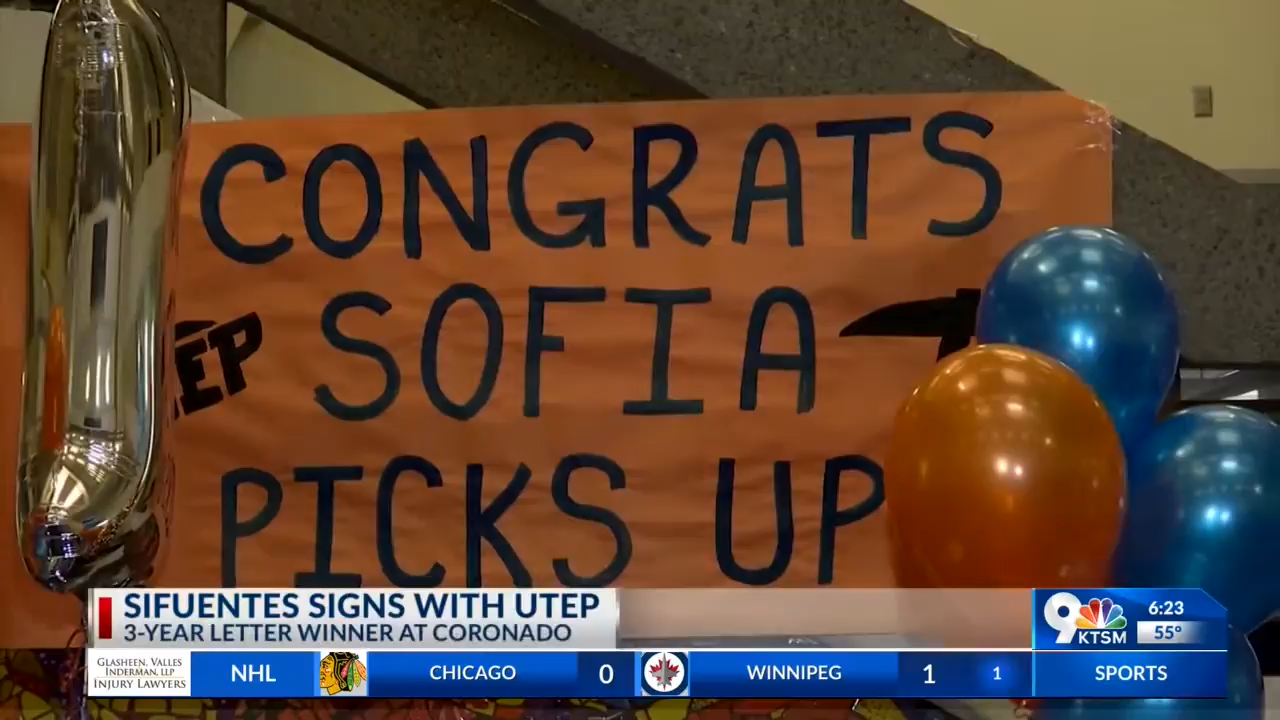 CONGRATS
SOFIA
PICKS UP
SIFUENTES SIGNS WITH UTEP
3-YEAR LETTER WINNER AT CORONADO
9 KTSM
6:23
55°
GLASHEEN, VALLES
INDERMAN, LLP
INJURY LAWYERS
NHL CHICAGO 0 WINNIPEG 1 1 SPORTS